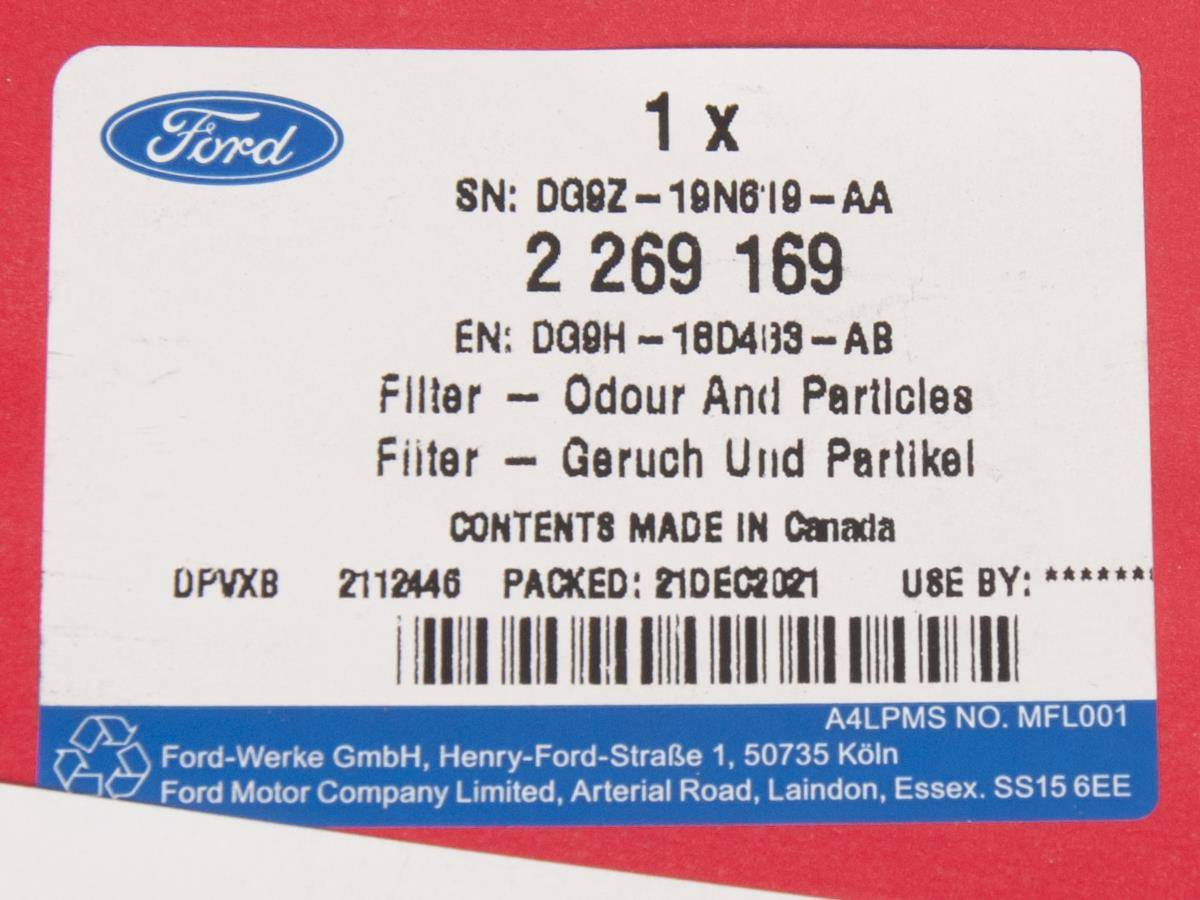 Ford
1 x
SN: DG9Z-19N619-AA
2 269 169
EN: DG9H-18D483-AB
Filter - Odour And Particles
Filter - Geruch Und Partikel
CONTENTS MADE IN Canada
DPVXB 2112446 PACKED: 21DEC2021 USE BY: *******
A4LPMS NO. MFL001
Ford-Werke GmbH, Henry-Ford-Straße 1, 50735 Köln
Ford Motor Company Limited, Arterial Road, Laindon, Essex. SS15 6EE